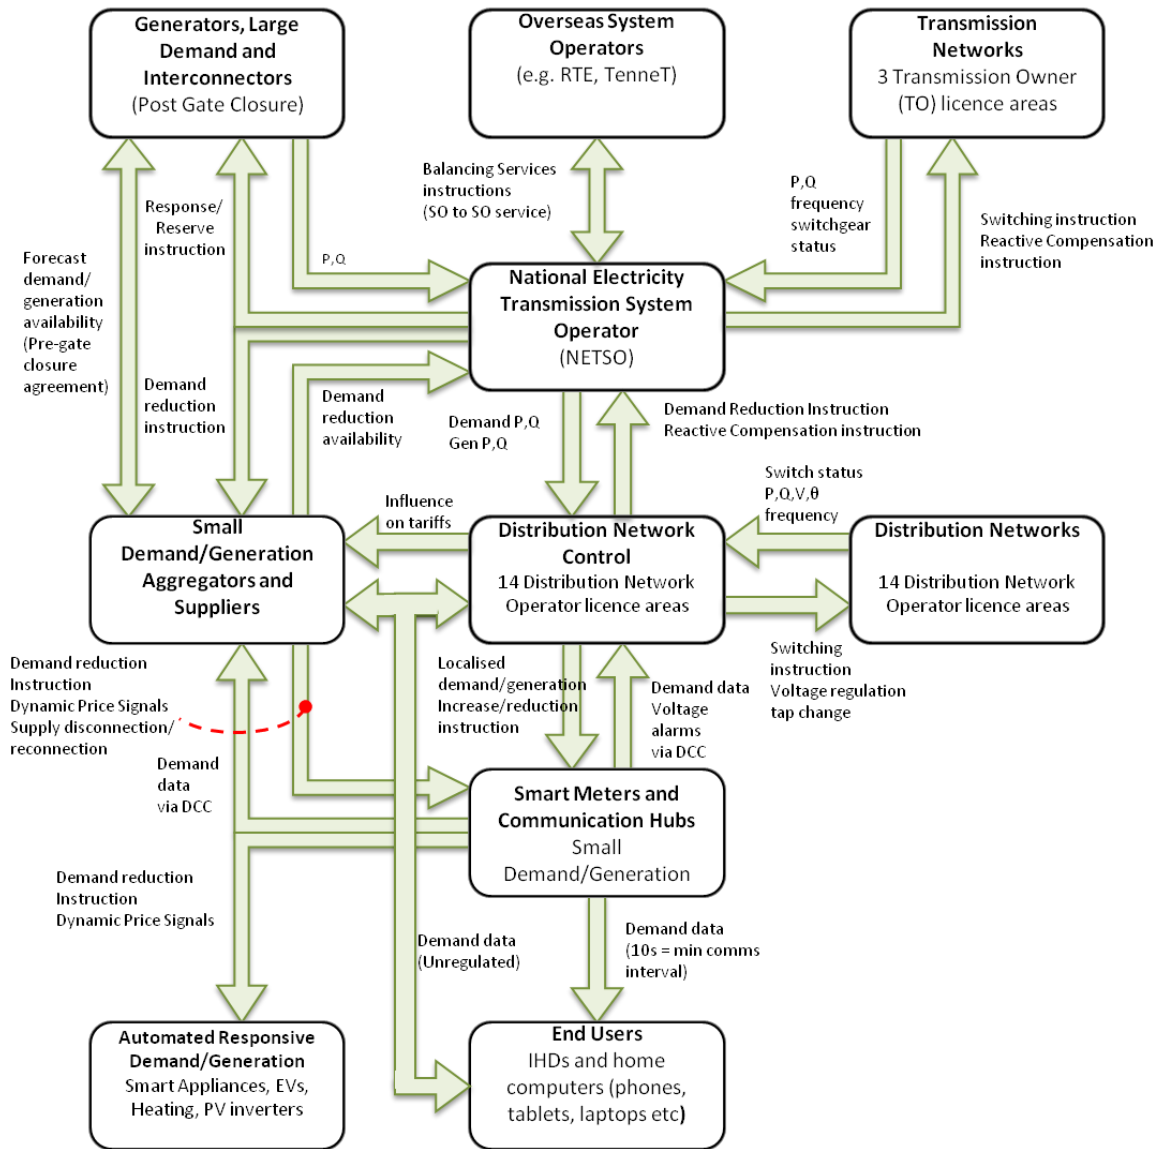 Generators, Large
Demand and
Interconnectors
(Post Gate Closure)
Overseas System
Operators
(e.g. RTE, TenneT)
Transmission
Networks
3 Transmission Owner
(TO) licence areas
Balancing Services
instructions
(SO to SO service)
P,Q
frequency
switchgear
status
Switching instruction
Reactive Compensation
instruction
Response/
Reserve
instruction
P,Q
Forecast
demand/
generation
availability
(Pre-gate
closure
agreement)
National Electricity
Transmission System
Operator
(NETSO)
Demand
reduction
instruction
Demand
reduction
availability
Demand P,Q
Gen P,Q
Demand Reduction Instruction
Reactive Compensation instruction
Switch status
P,Q,V,θ
frequency
Influence
on tariffs
Small
Demand/Generation
Aggregators and
Suppliers
Distribution Network
Control
14 Distribution Network
Operator licence areas
Distribution Networks
14 Distribution Network
Operator licence areas
Demand reduction
Instruction
Dynamic Price Signals
Supply disconnection/
reconnection
Localised
demand/generation
Increase/reduction
instruction
Demand data
Voltage
alarms
via DCC
Switching
instruction
Voltage regulation
tap change
Demand
data
via DCC
Smart Meters and
Communication Hubs
Small
Demand/Generation
Demand reduction
Instruction
Dynamic Price Signals
Demand data
(Unregulated)
Demand data
(10s = min comms
interval)
Automated Responsive
Demand/Generation
Smart Appliances, EVs,
Heating, PV inverters
End Users
IHDs and home
computers (phones,
tablets, laptops etc)